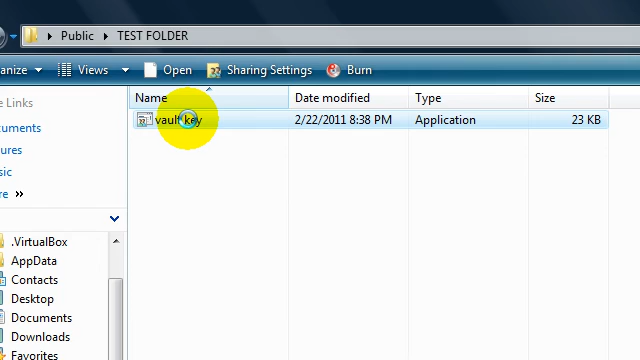 Public TEST FOLDER
anize Views Open Sharing Settings Burn
e Links Name Date modified Type Size
cuments vault key 2/22/2011 8:38 PM Application 23 KB
ures
sic
re »
.VirtualBox
AppData
Contacts
Desktop
Documents
Downloads
Favorites